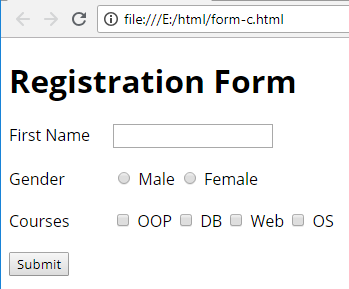 file:///E:/html/form-c.html
Registration Form
First Name
Gender Male Female
Courses OOP DB Web OS
Submit